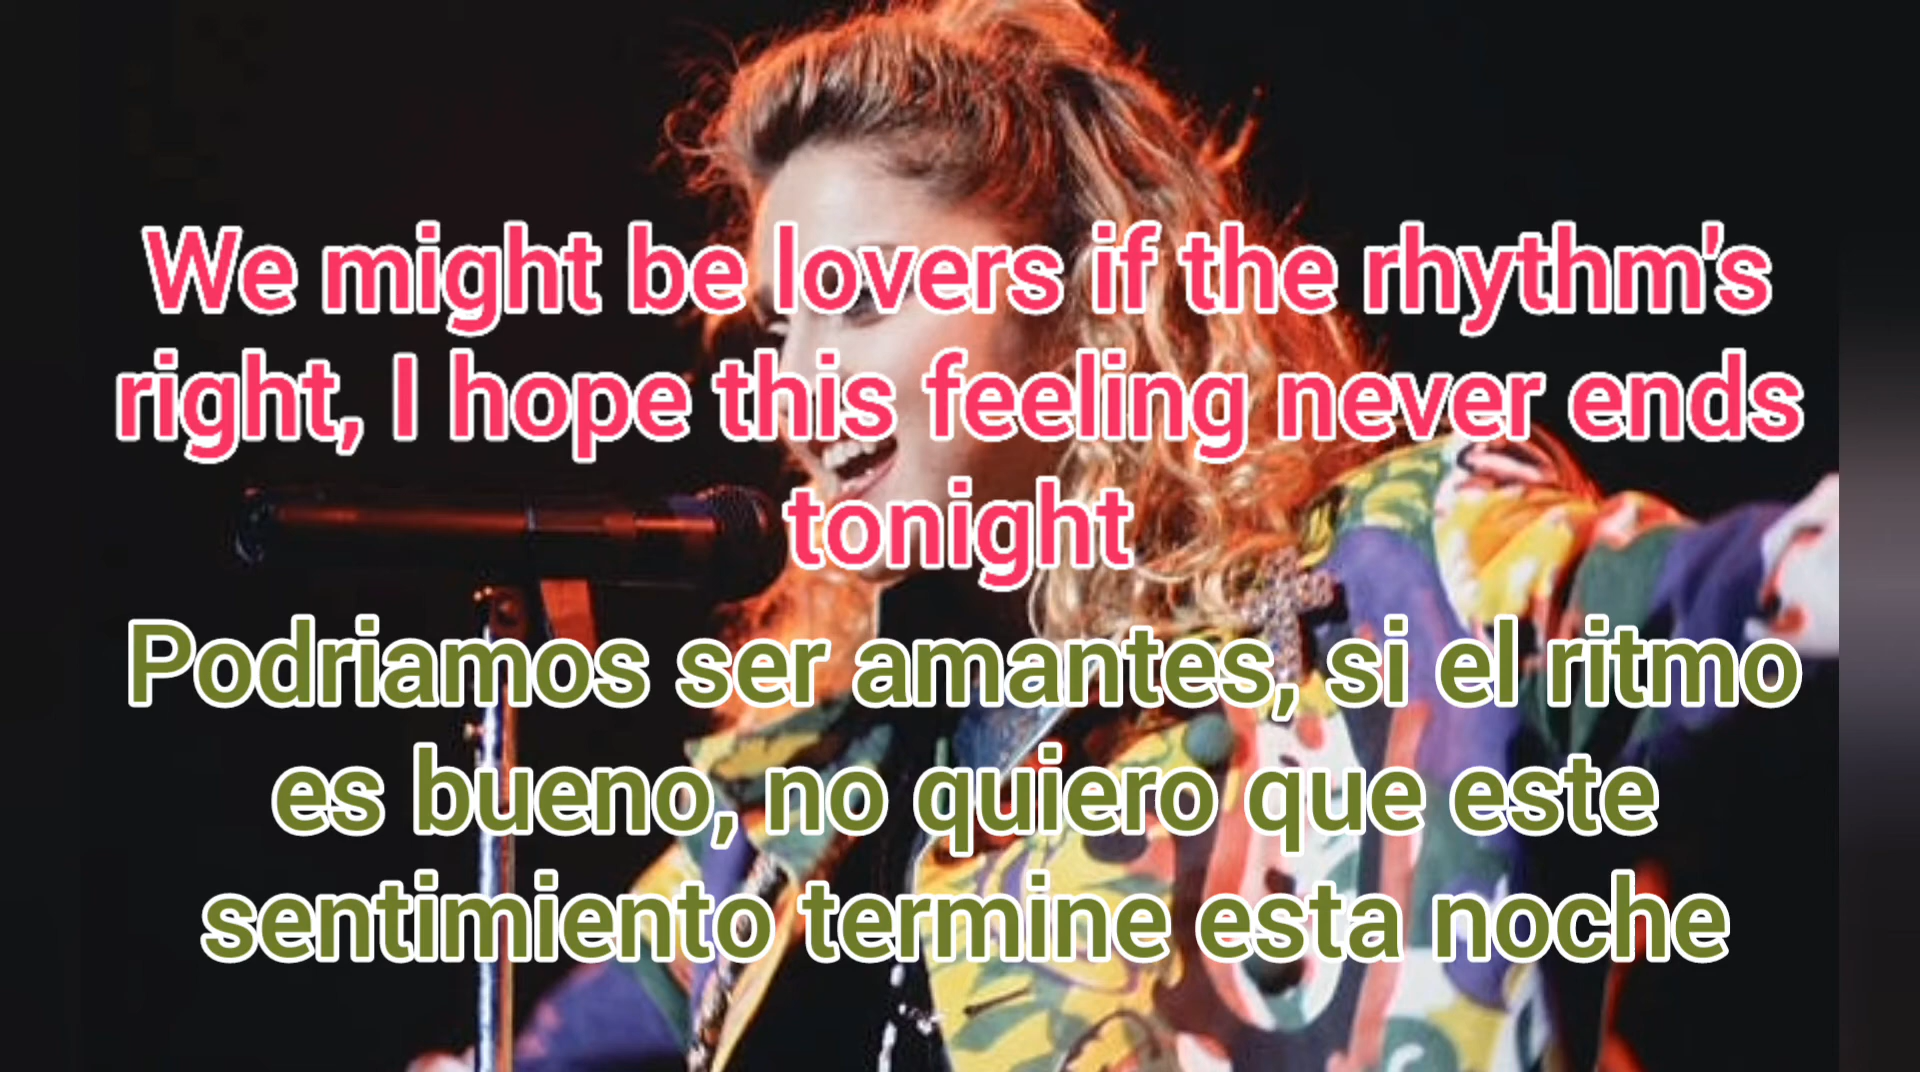 We might be lovers if the rhythm's
right, I hope this feeling never ends
tonight
Podriamos ser amantes, si el ritmo
es bueno, no quiero que este
sentimiento termine esta noche